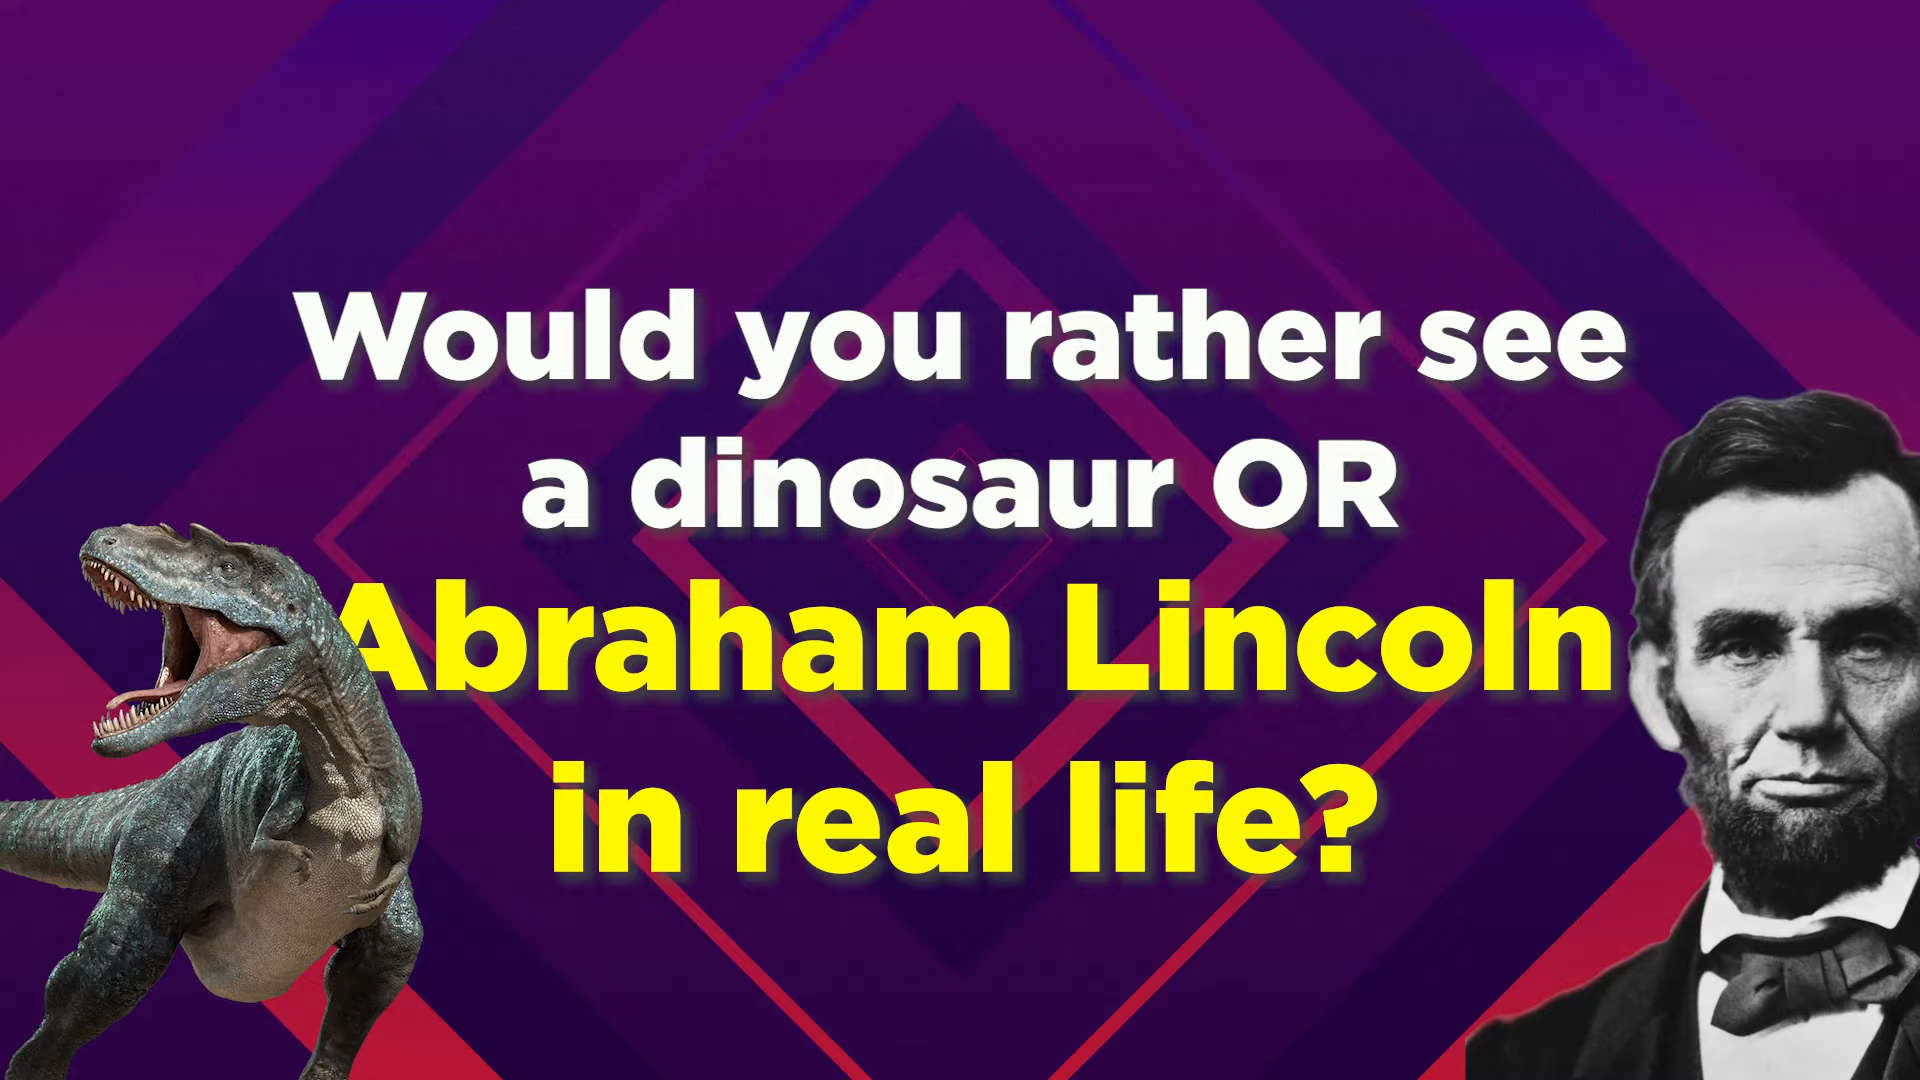 Would you rather see
a dinosaur OR
Abraham Lincoln
in real life?